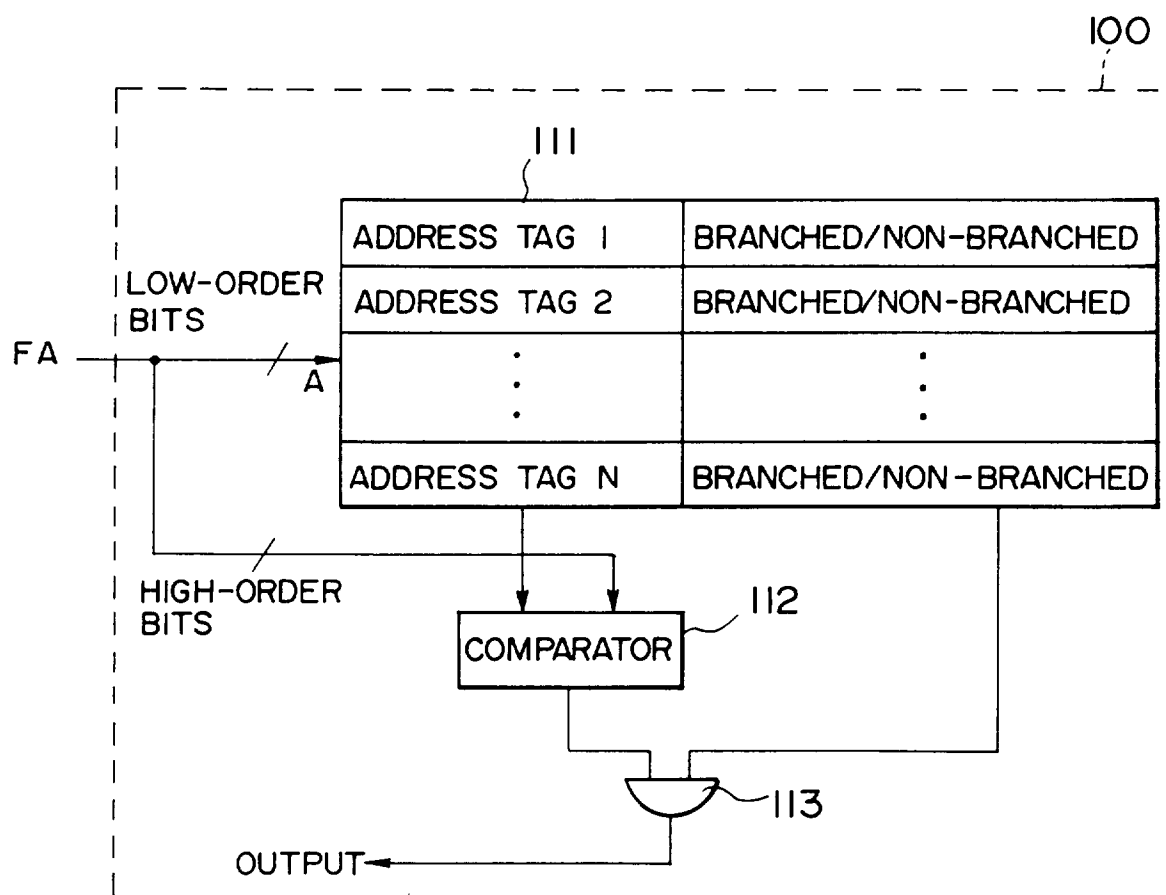 100
111
ADDRESS TAG 1 BRANCHED/NON-BRANCHED
LOW-ORDER
BITS
ADDRESS TAG 2 BRANCHED/NON-BRANCHED
FA
A
ADDRESS TAG N BRANCHED/NON-BRANCHED
HIGH-ORDER
BITS
112
COMPARATOR
113
OUTPUT